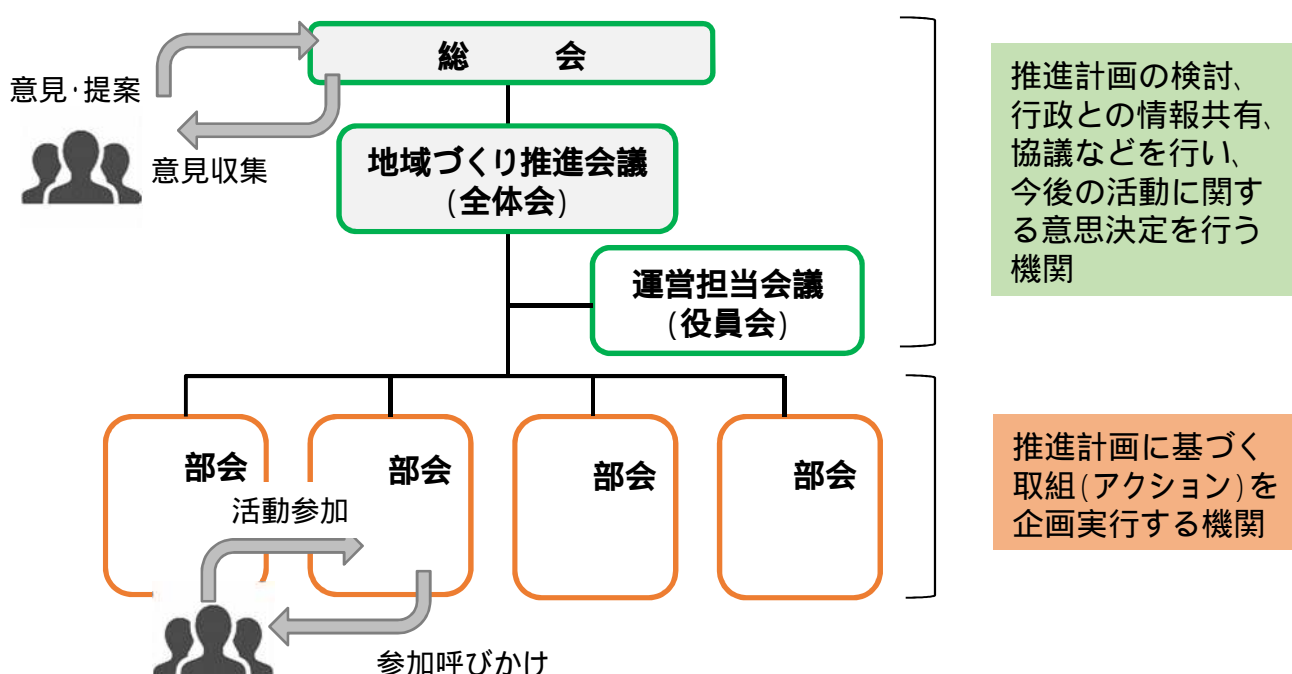 総　会
意見・提案
意見収集
地域づくり推進会議
(全体会)
運営担当会議
(役員会)
推進計画の検討、
行政との情報共有、
協議などを行い、
今後の活動に関す
る意思決定を行う
機関
部会
部会
部会
部会
活動参加
参加呼びかけ
推進計画に基づく
取組(アクション)を
企画実行する機関